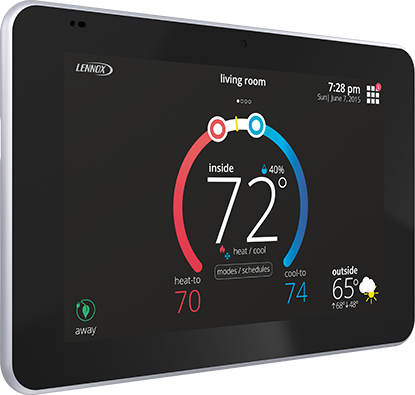 LENNOX
living room
7:28 pm
Sun| June 7, 2015
1
inside
40%
72°
heat / cool
modes / schedules
heat-to
70
cool-to
74
outside
65°
↑68°↓48°
away